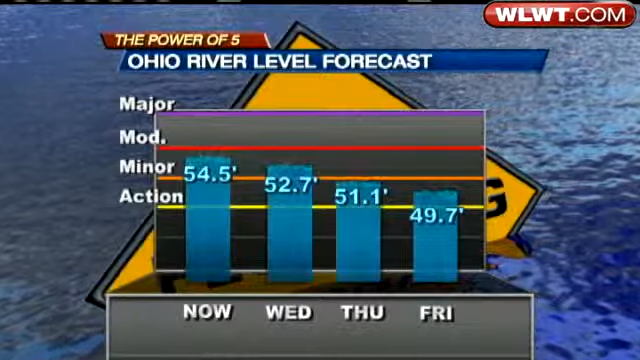 WLWT.COM
THE POWER OF 5
OHIO RIVER LEVEL FORECAST
Major
Mod.
Minor
Action
54.5'
52.7'
51.1'
49.7'
NOW WED THU FRI